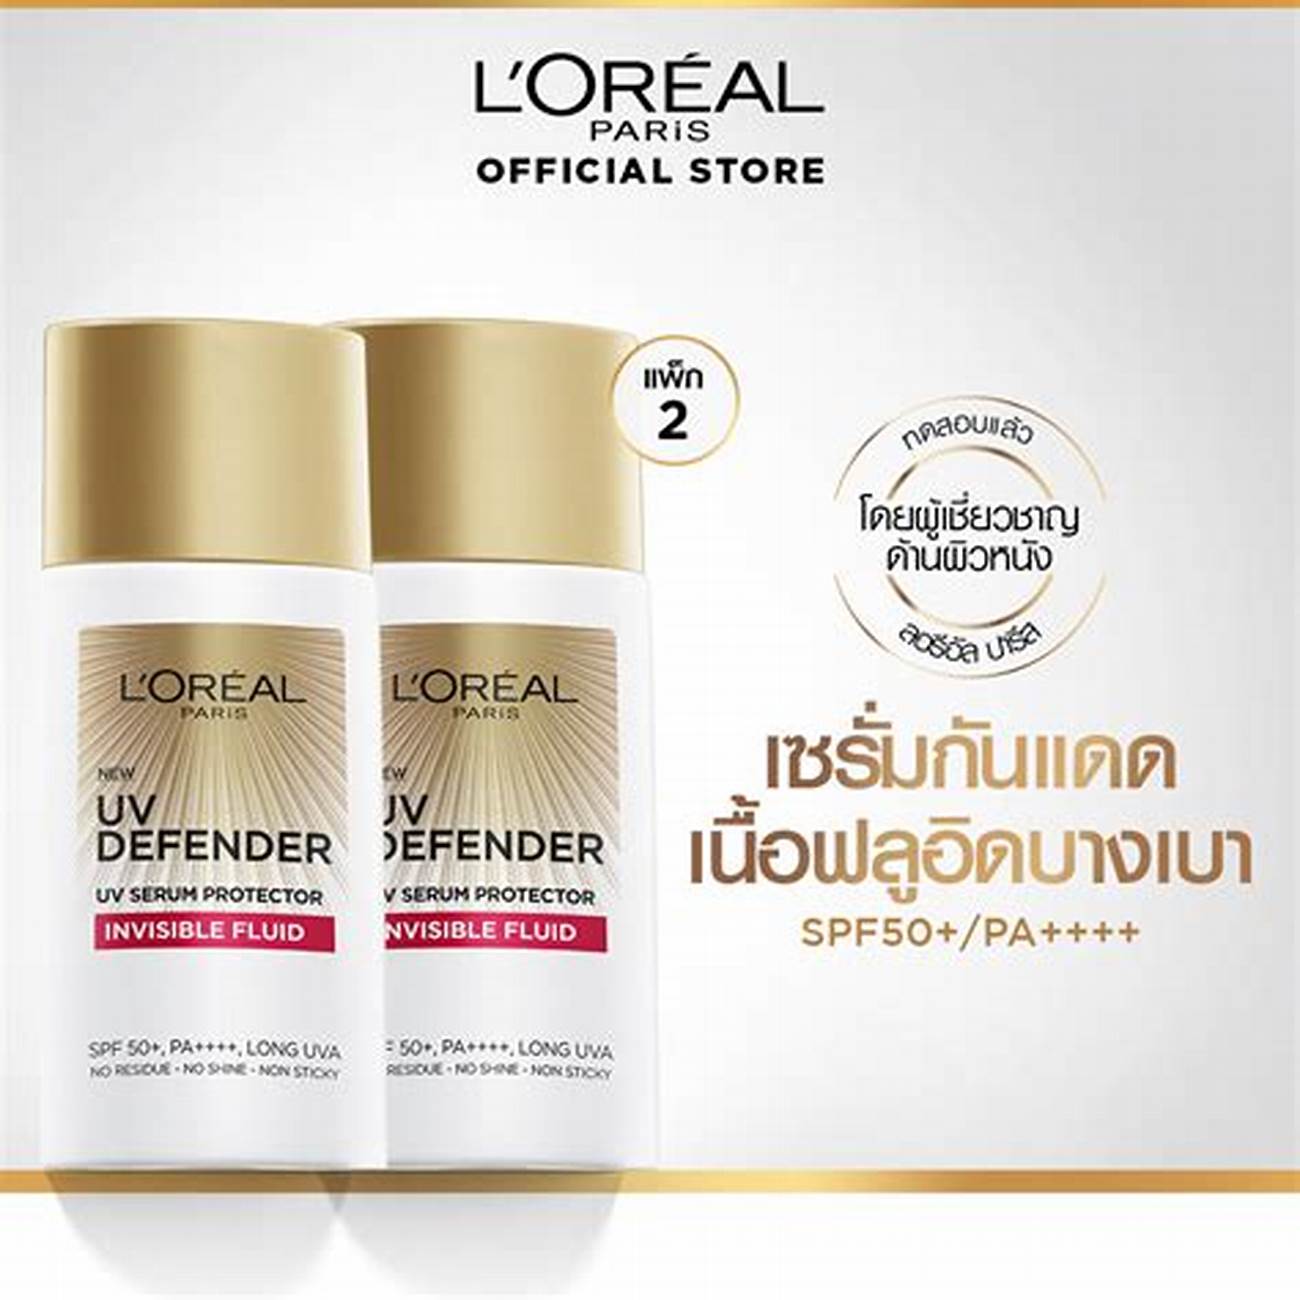 L'ORÉAL
PARiS
OFFICIAL STORE
แพ็ก
2
ทดสอบแล้ว
โดยผู้เชี่ยวชาญ
ด้านผิวหนัง
ลอรีอัล ปารีส
เซรั่มกันแดด
เนื้อฟลูอิดบางเบา
SPF50+/PA++++
L'ORÉAL
PARiS
NEW
UV
DEFENDER
UV SERUM PROTECTOR
INVISIBLE FLUID
SPF 50+, PA++++, LONG UVA
NO RESIDUE - NO SHINE - NON STICKY
L'ORÉAL
PARiS
EW
UV
DEFENDER
V SERUM PROTECTOR
NVISIBLE FLUID
F 50+, PA++++, LONG UVA
RESIDUE - NO SHINE - NON STICKY